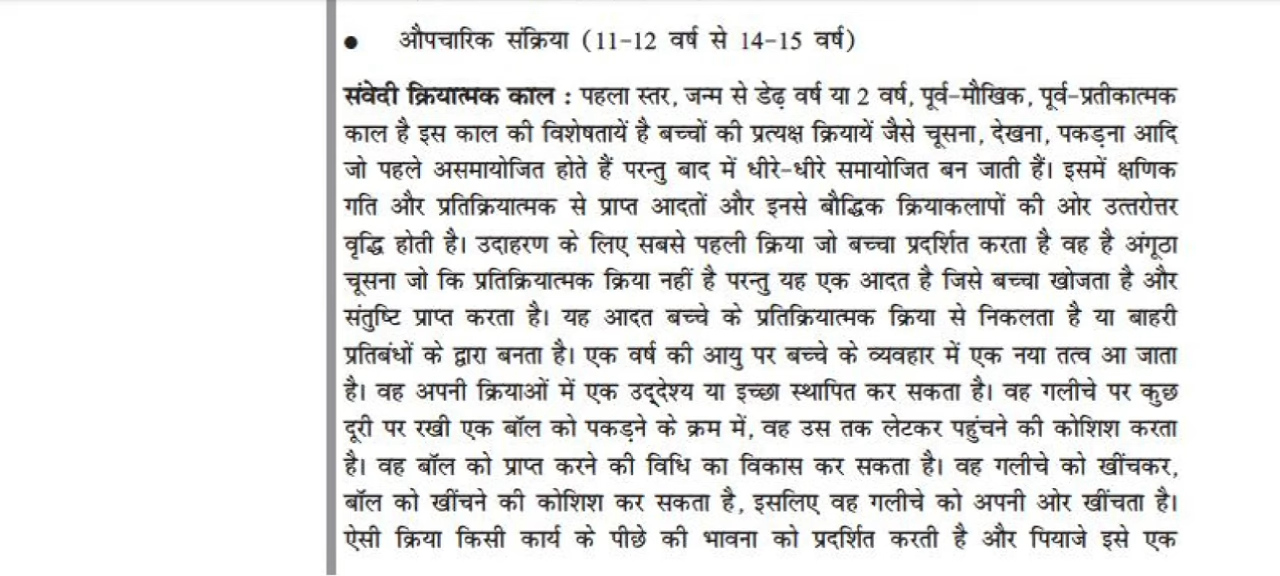 • औपचारिक संक्रिया (11-12 वर्ष से 14-15 वर्ष)
संवेदी क्रियात्मक काल : पहला स्तर, जन्म से डेढ़ वर्ष या 2 वर्ष, पूर्व-मौखिक, पूर्व-प्रतीकात्मक
काल है इस काल की विशेषतायें है बच्चों की प्रत्यक्ष क्रियायें जैसे चूसना, देखना, पकड़ना आदि
जो पहले असमायोजित होते हैं परन्तु बाद में धीरे-धीरे समायोजित बन जाती हैं। इसमें क्षणिक
गति और प्रतिक्रियात्मक से प्राप्त आदतों और इनसे बौद्धिक क्रियाकलापों की ओर उत्तरोत्तर
वृद्धि होती है। उदाहरण के लिए सबसे पहली क्रिया जो बच्चा प्रदर्शित करता है वह है अंगूठा
चूसना जो कि प्रतिक्रियात्मक क्रिया नहीं है परन्तु यह एक आदत है जिसे बच्चा खोजता है और
संतुष्टि प्राप्त करता है। यह आदत बच्चे के प्रतिक्रियात्मक क्रिया से निकलता है या बाहरी
प्रतिबंधों के द्वारा बनता है। एक वर्ष की आयु पर बच्चे के व्यवहार में एक नया तत्व आ जाता
है। वह अपनी क्रियाओं में एक उद्देश्य या इच्छा स्थापित कर सकता है। वह गलीचे पर कुछ
दूरी पर रखी एक बॉल को पकड़ने के क्रम में, वह उस तक लेटकर पहुंचने की कोशिश करता
है। वह बॉल को प्राप्त करने की विधि का विकास कर सकता है। वह गलीचे को खींचकर,
बॉल को खींचने की कोशिश कर सकता है, इसलिए वह गलीचे को अपनी ओर खींचता है।
ऐसी क्रिया किसी कार्य के पीछे की भावना को प्रदर्शित करती है और पियाजे इसे एक